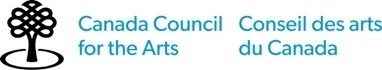 Canada Council
for the Arts
Conseil des arts
du Canada